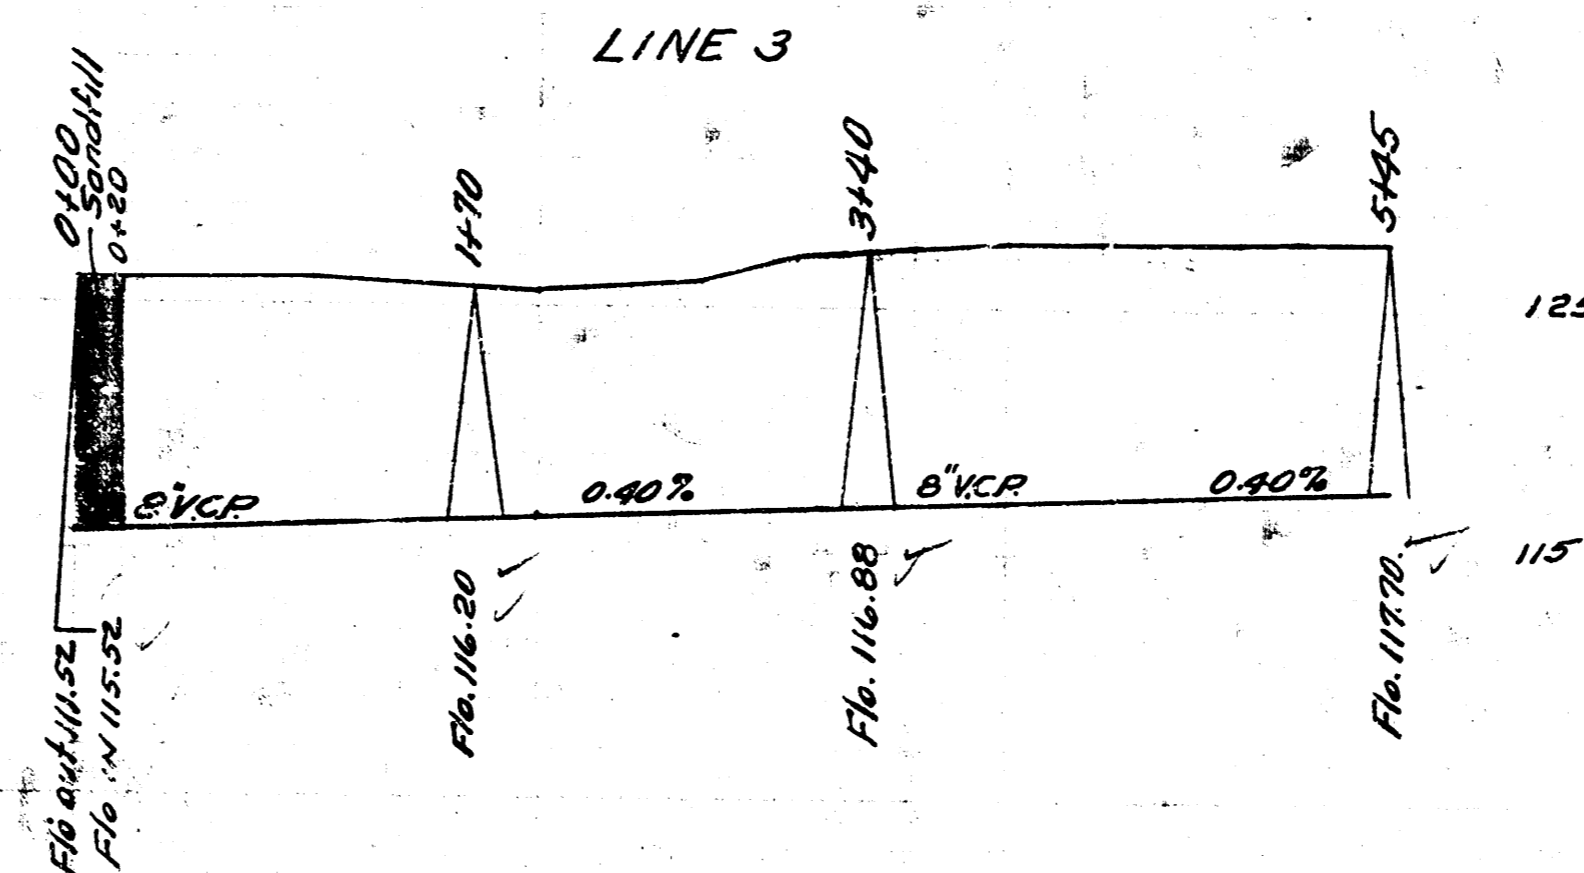 LINE 3
0+00
Sandfill
0+20
1+70
3+40
5+45
125
8" V.C.P.
0.40%
8" V.C.P.
0.40%
115
Flo out 111.52
Flo IN 115.52
Flo. 116.20
Flo. 116.88
Flo. 117.70.